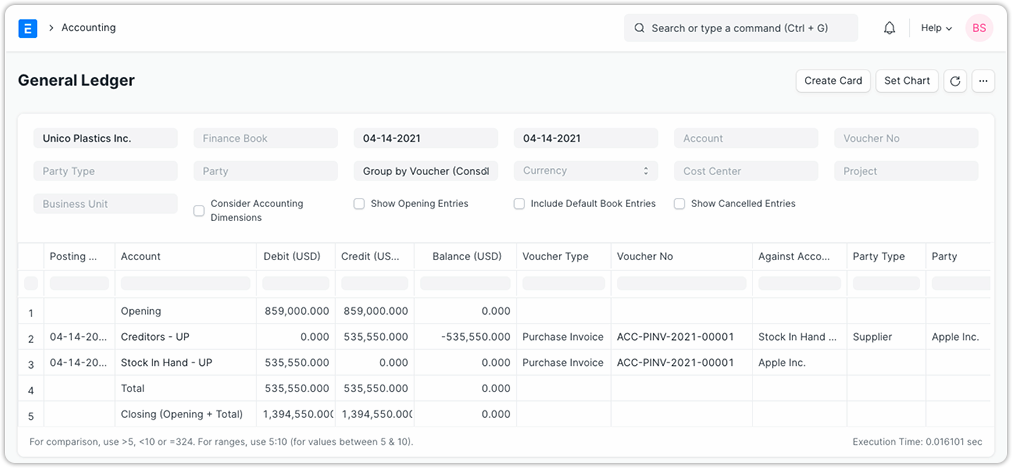 E > Accounting Search or type a command (Ctrl + G) Help BS
General Ledger Create Card Set Chart ...
Unico Plastics Inc. Finance Book 04-14-2021 04-14-2021 Account Voucher No
Party Type Party Group by Voucher (Consol Currency Cost Center Project
Business Unit Consider Accounting Dimensions Show Opening Entries Include Default Book Entries Show Cancelled Entries
Posting ... Account Debit (USD) Credit (US... Balance (USD) Voucher Type Voucher No Against Acco... Party Type Party
1 Opening 859,000.000 859,000.000 0.000
2 04-14-20... Creditors - UP 0.000 535,550.000 -535,550.000 Purchase Invoice ACC-PINV-2021-00001 Stock In Hand ... Supplier Apple Inc.
3 04-14-20... Stock In Hand - UP 535,550.000 0.000 0.000 Purchase Invoice ACC-PINV-2021-00001 Apple Inc.
4 Total 535,550.000 535,550.000 0.000
5 Closing (Opening + Total) 1,394,550.000 1,394,550.000 0.000
For comparison, use >5, <10 or =324. For ranges, use 5:10 (for values between 5 & 10). Execution Time: 0.016101 sec